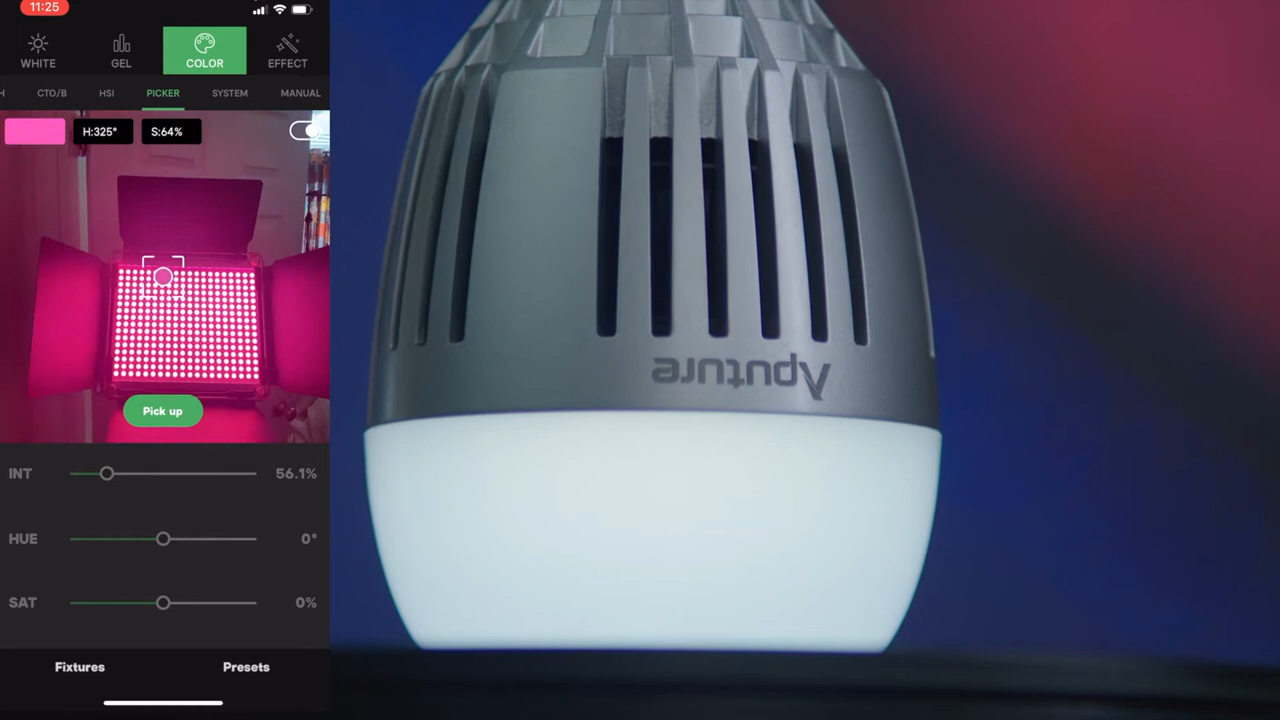 11:25
WHITE
GEL
COLOR
EFFECT
H
CTO/B
HSI
PICKER
SYSTEM
MANUAL
H:325°
S:64%
Pick up
INT
56.1%
HUE
0°
SAT
0%
Fixtures
Presets
Aputure